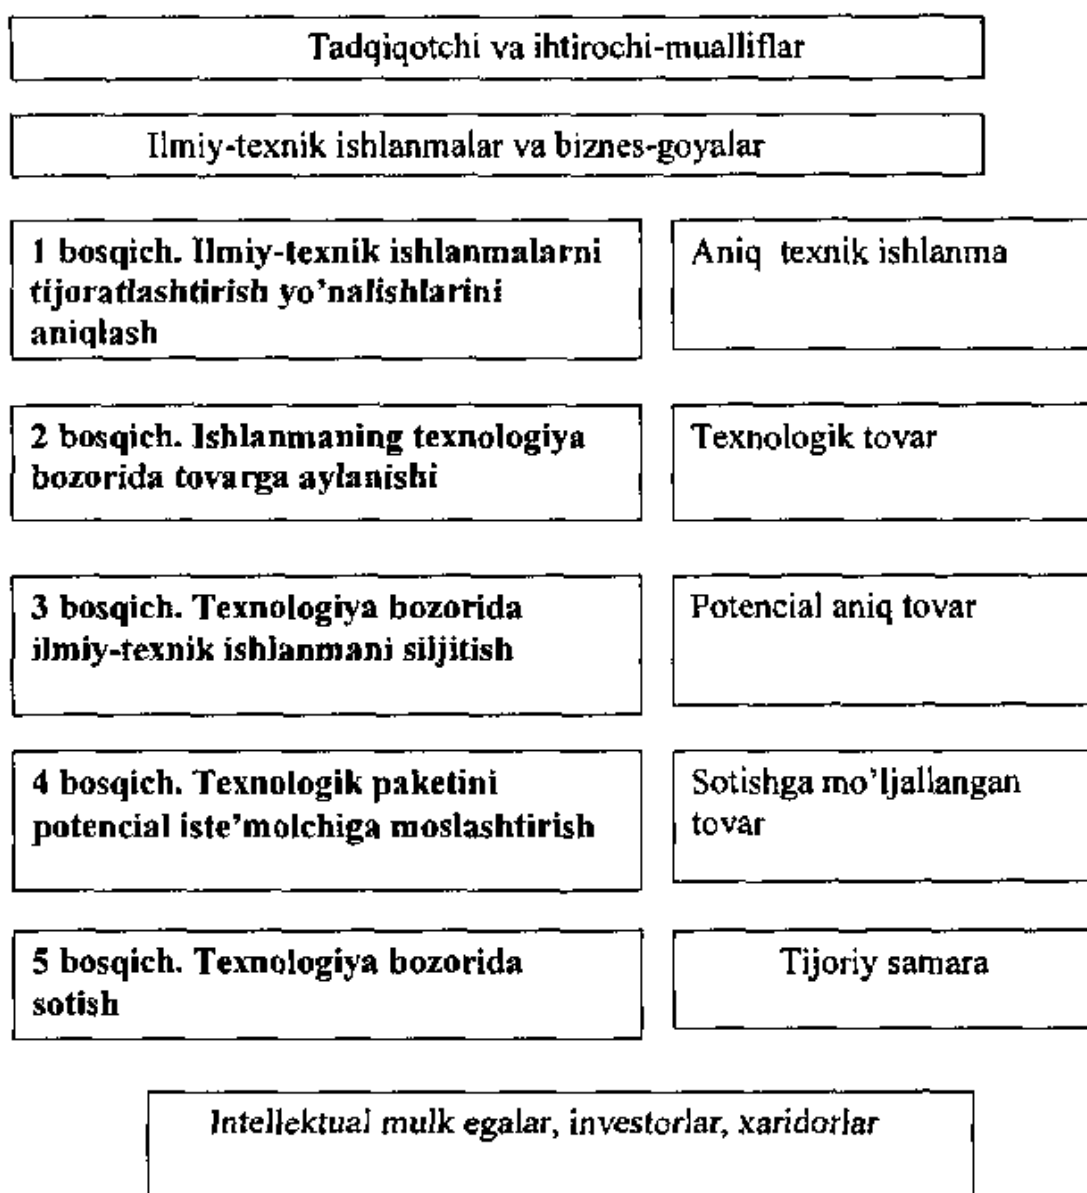 Tadqiqotchi va ihtirochi-mualliflar
Ilmiy-texnik ishlanmalar va biznes-goyalar
1 bosqich. Ilmiy-texnik ishlanmalarni
tijoratlashtirish yo’nalishlarini
aniqlash
Aniq texnik ishlanma
2 bosqich. Ishlanmaning texnologiya
bozorida tovarga aylanishi
Texnologik tovar
3 bosqich. Texnologiya bozorida
ilmiy-texnik ishlanmani siljitish
Potencial aniq tovar
4 bosqich. Texnologik paketini
potencial iste’molchiga moslashtirish
Sotishga mo’ljallangan
tovar
5 bosqich. Texnologiya bozorida
sotish
Tijoriy samara
Intellektual mulk egalar, investorlar, xaridorlar